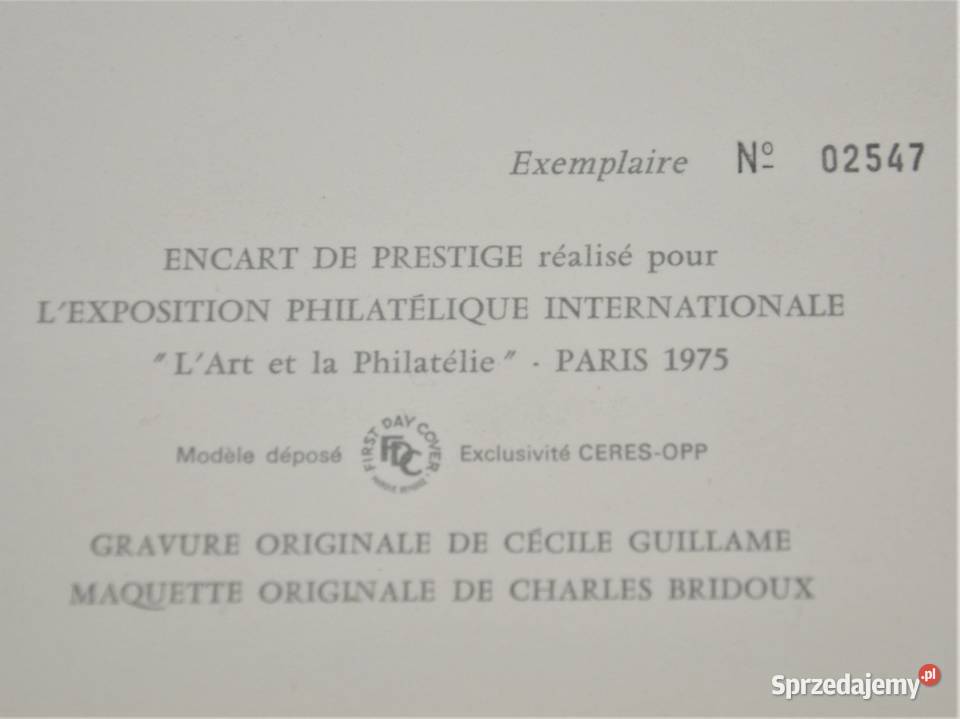 Exemplaire Nº 02547
ENCART DE PRESTIGE réalisé pour
L'EXPOSITION PHILATÉLIQUE INTERNATIONALE
"L'Art et la Philatélie" - PARIS 1975
Modèle déposé FIRST DAY COVER FDC Exclusivité CERES-OPP
GRAVURE ORIGINALE DE CÉCILE GUILLAME
MAQUETTE ORIGINALE DE CHARLES BRIDOUX
Sprzedajemy.pl